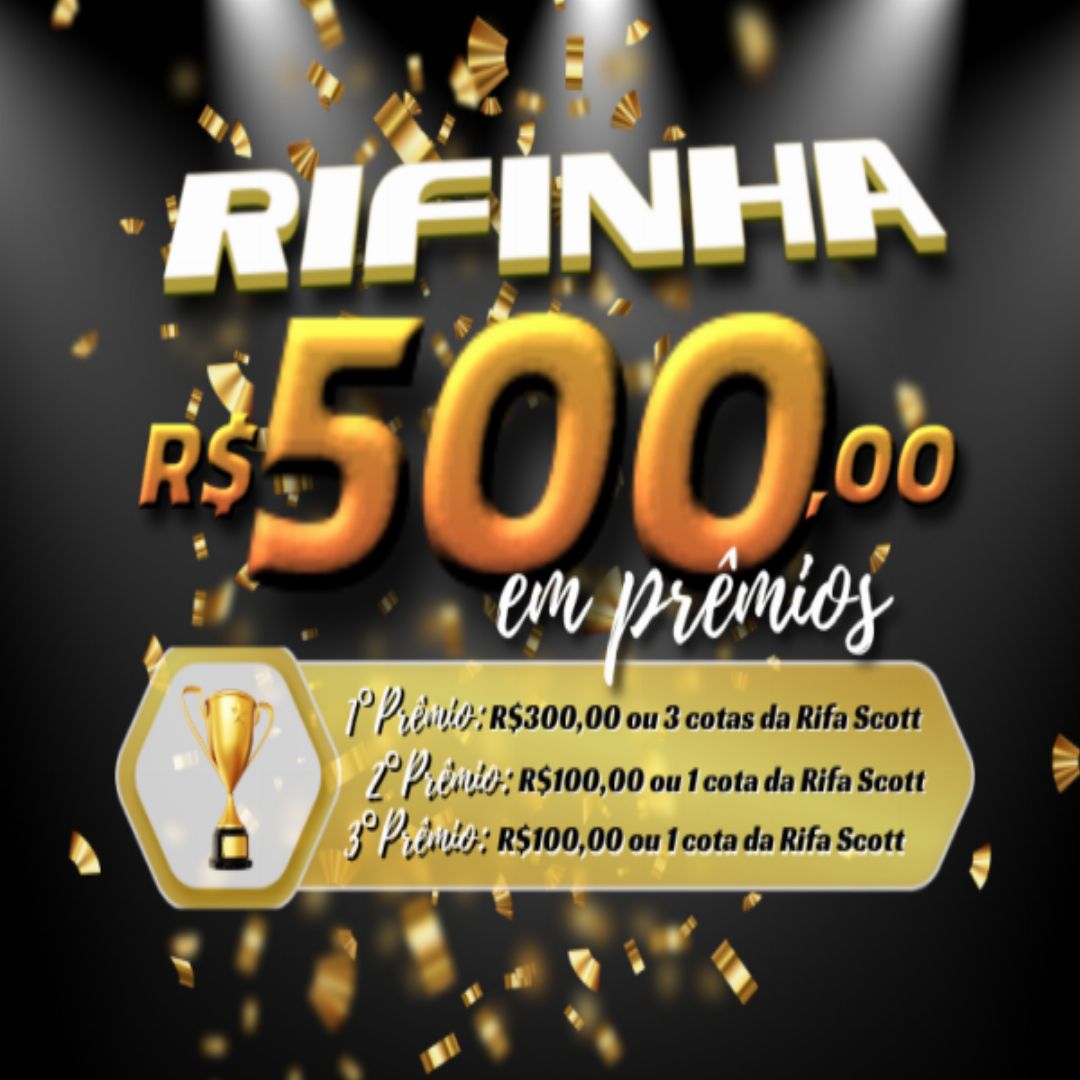 RIFINHA
R$500,00
em prêmios
1º Prêmio: R$300,00 ou 3 cotas da Rifa Scott
2º Prêmio: R$100,00 ou 1 cota da Rifa Scott
3º Prêmio: R$100,00 ou 1 cota da Rifa Scott